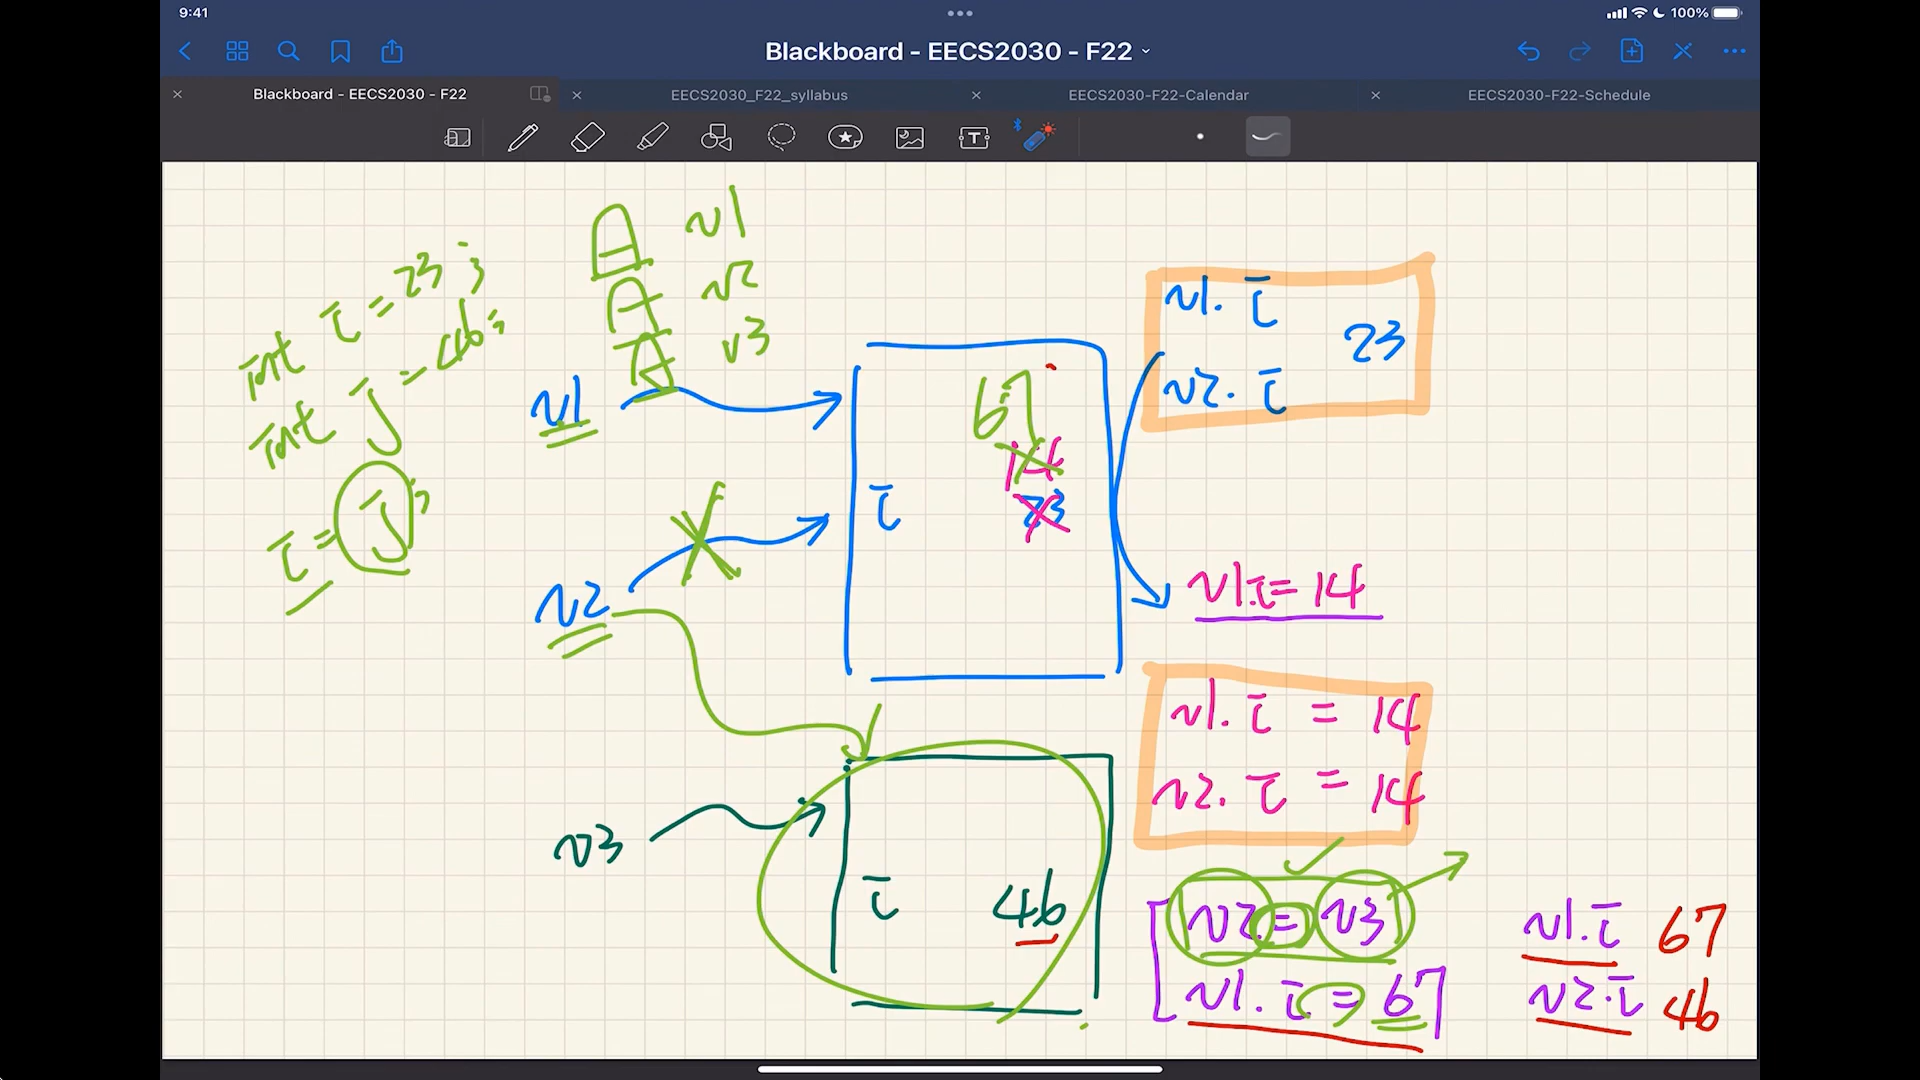 9:41
100%
Blackboard - EECS2030 - F22
Blackboard - EECS2030 - F22
EECS2030_F22_syllabus
EECS2030-F22-Calendar
EECS2030-F22-Schedule
int i = 23;
int j = 46;
i = j;
v1
v2
v3
v1
v2
v3
i
67
14
23
i
46
v1. i
23
v2. i
v1.i = 14
v1. i = 14
v2. i = 14
v2 = v3
v1. i = 67
v1.i 67
v2.i 46